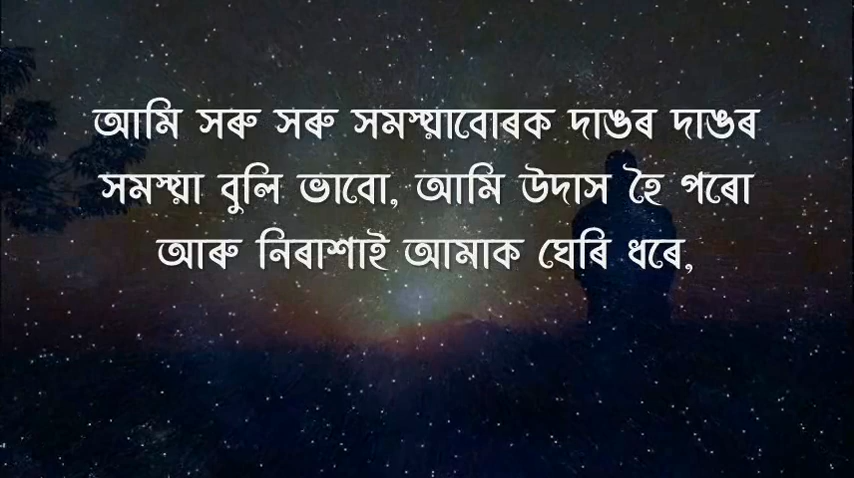 আমি সৰু সৰু সমস্য়াবোৰক দাঙৰ দাঙৰ
সমস্য়া বুলি ভাবো, আমি উদাস হৈ পৰো
আৰু নিৰাশাই আমাক ঘেৰি ধৰে,